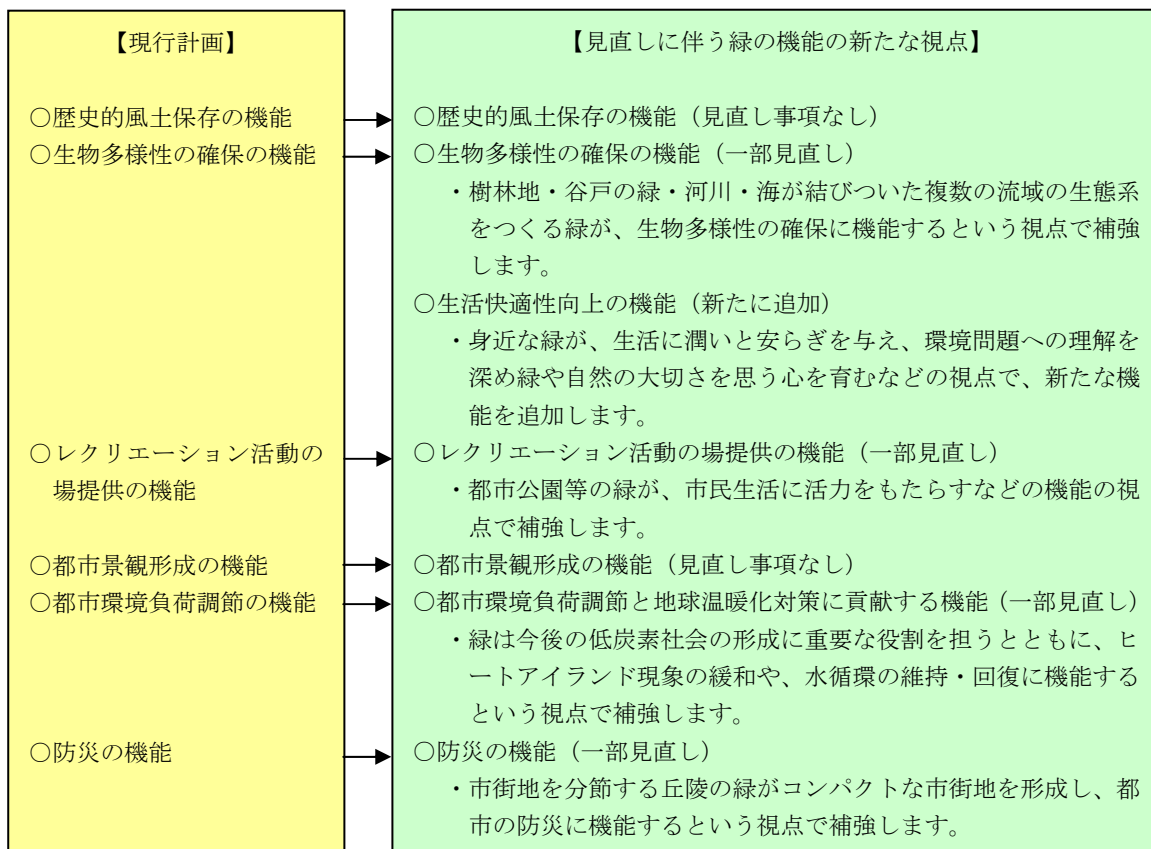 【現行計画】
○歴史的風土保存の機能
○生物多様性の確保の機能
○レクリエーション活動の
場提供の機能
○都市景観形成の機能
○都市環境負荷調節の機能
○防災の機能
【見直しに伴う緑の機能の新たな視点】
○歴史的風土保存の機能（見直し事項なし）
○生物多様性の確保の機能（一部見直し）
・樹林地・谷戸の緑・河川・海が結びついた複数の流域の生態系
をつくる緑が、生物多様性の確保に機能するという視点で補強
します。
○生活快適性向上の機能（新たに追加）
・身近な緑が、生活に潤いと安らぎを与え、環境問題への理解を
深め緑や自然の大切さを思う心を育むなどの視点で、新たな機
能を追加します。
○レクリエーション活動の場提供の機能（一部見直し）
・都市公園等の緑が、市民生活に活力をもたらすなどの機能の視
点で補強します。
○都市景観形成の機能（見直し事項なし）
○都市環境負荷調節と地球温暖化対策に貢献する機能（一部見直し）
・緑は今後の低炭素社会の形成に重要な役割を担うとともに、ヒ
ートアイランド現象の緩和や、水循環の維持・回復に機能する
という視点で補強します。
○防災の機能（一部見直し）
・市街地を分節する丘陵の緑がコンパクトな市街地を形成し、都
市の防災に機能するという視点で補強します。